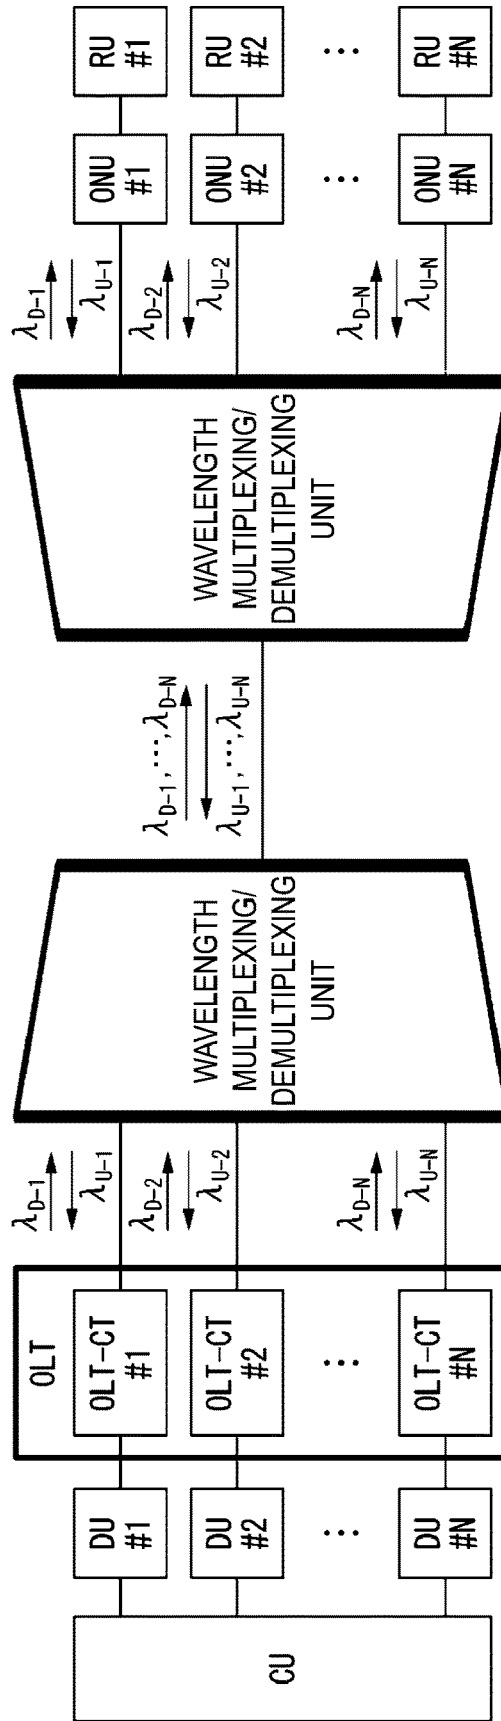 CU
DU
#1
DU
#2
...
DU
#N
OLT
OLT-CT
#1
OLT-CT
#2
...
OLT-CT
#N
λD-1
λU-1
λD-2
λU-2
λD-N
λU-N
WAVELENGTH
MULTIPLEXING/
DEMULTIPLEXING
UNIT
λD-1, ⋯, λD-N
λU-1, ⋯, λU-N
WAVELENGTH
MULTIPLEXING/
DEMULTIPLEXING
UNIT
λD-1
λU-1
λD-2
λU-2
λD-N
λU-N
ONU
#1
ONU
#2
...
ONU
#N
RU
#1
RU
#2
...
RU
#N